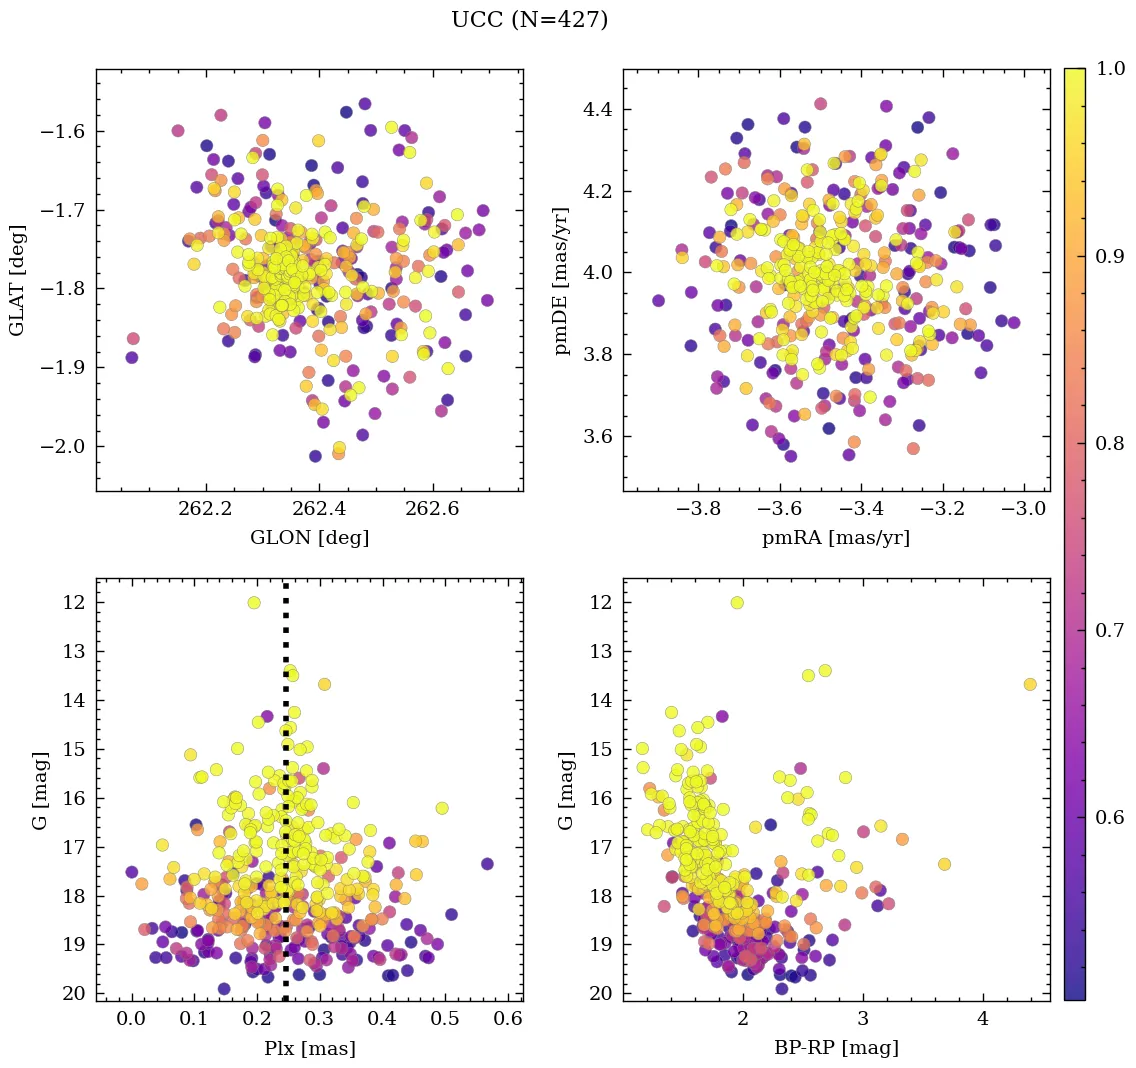 UCC (N=427)
−1.6
−1.7
−1.8
−1.9
−2.0
GLAT [deg]
262.2 262.4 262.6
GLON [deg]
4.4
4.2
4.0
3.8
3.6
pmDE [mas/yr]
−3.8 −3.6 −3.4 −3.2 −3.0
pmRA [mas/yr]
1.0
0.9
0.8
0.7
0.6
12
13
14
15
16
17
18
19
20
G [mag]
0.0 0.1 0.2 0.3 0.4 0.5 0.6
Plx [mas]
12
13
14
15
16
17
18
19
20
G [mag]
2 3 4
BP-RP [mag]